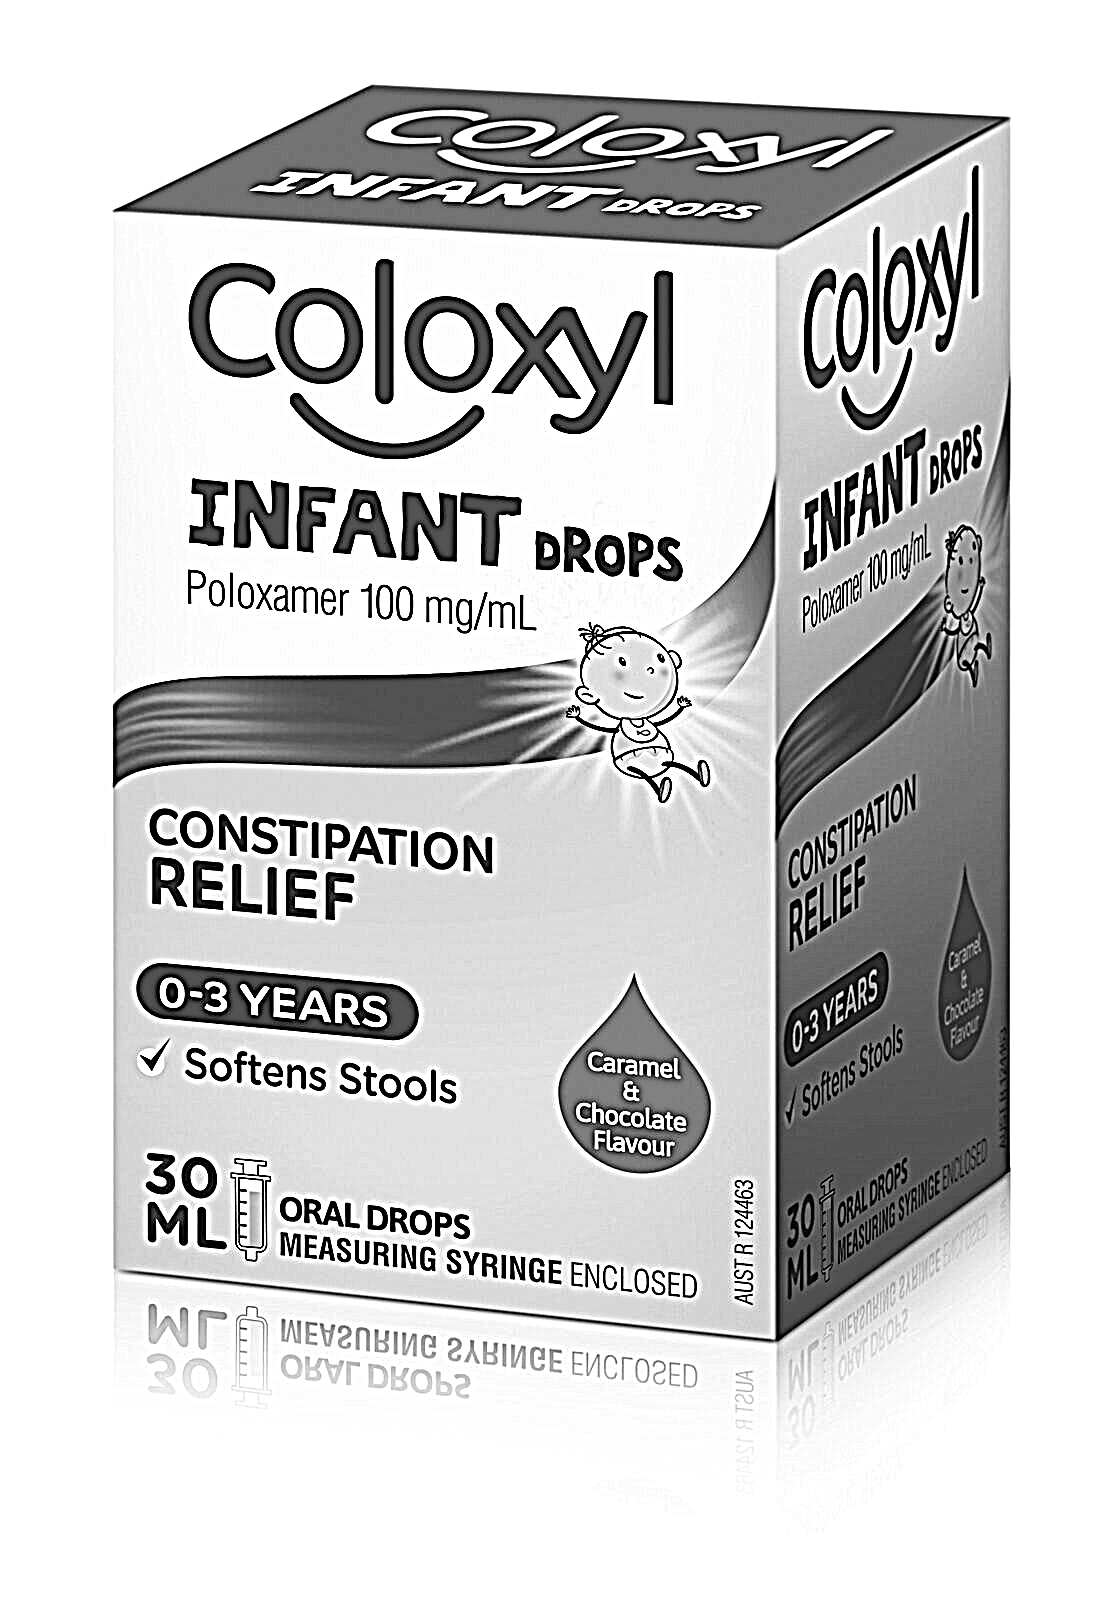 Coloxyl
INFANT DROPS
Coloxyl
INFANT DROPS
Poloxamer 100 mg/mL
CONSTIPATION
RELIEF
0-3 YEARS
Softens Stools
Caramel
&
Chocolate
Flavour
30
ML
ORAL DROPS
MEASURING SYRINGE ENCLOSED
AUST R 124463
Coloxyl
INFANT DROPS
Poloxamer 100 mg/mL
CONSTIPATION
RELIEF
0-3 YEARS
Softens Stools
Caramel
&
Chocolate
Flavour
30
ML
ORAL DROPS
MEASURING SYRINGE ENCLOSED
AUST R 124463